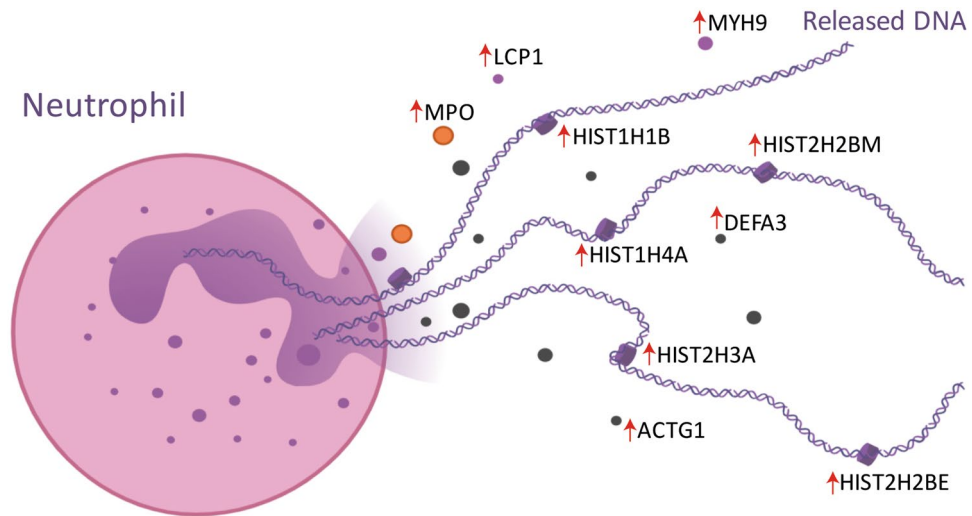 MYH9
Released DNA
LCP1
Neutrophil
MPO
HIST1H1B
HIST2H2BM
DEFA3
HIST1H4A
HIST2H3A
ACTG1
HIST2H2BE